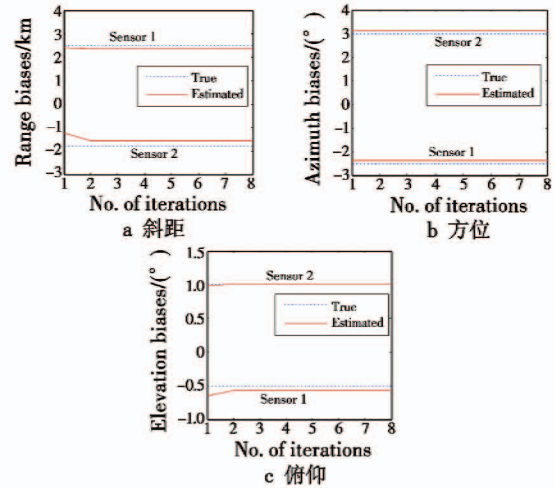 4
3
2
1
0
−1
−2
−3
Range biases/km
Sensor 1
True
Estimated
Sensor 2
1 2 3 4 5 6 7 8
No. of iterations
a 斜距
4
3
2
1
0
−1
−2
−3
Azimuth biases/(°)
Sensor 2
True
Estimated
Sensor 1
1 2 3 4 5 6 7 8
No. of iterations
b 方位
1.5
1.0
0.5
0
−0.5
−1.0
Elevation biases/(°)
Sensor 2
True
Estimated
Sensor 1
1 2 3 4 5 6 7 8
No. of iterations
c 俯仰